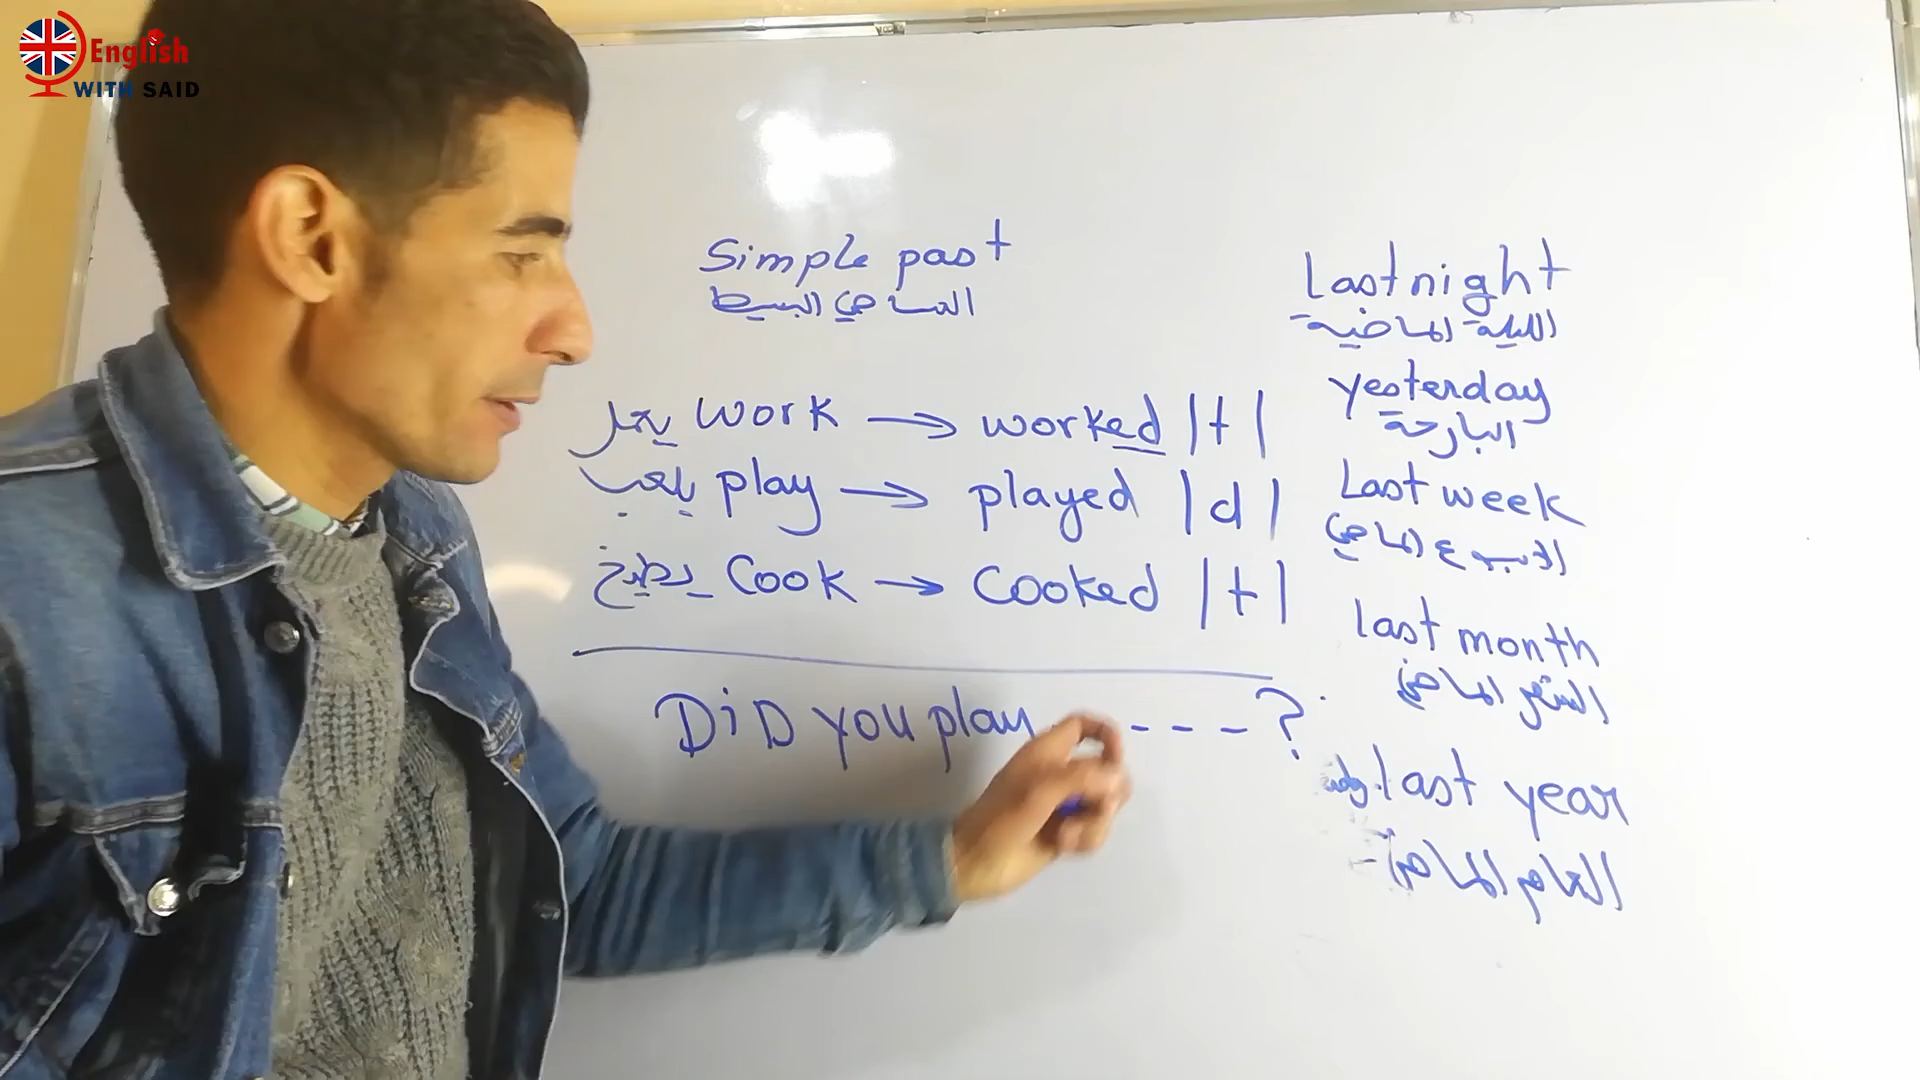 English
WITH SAID
Simple past
الماضي البسيط
يعمل work → worked /t/
يلعب play → played /d/
يطبخ Cook → Cooked /t/
DiD you play - - - - ?
Last night
الليلة الماضية
yesterday
البارحة
Last week
الاسبوع الماضي
last month
الشهر الماضي
last year
العام الماضي